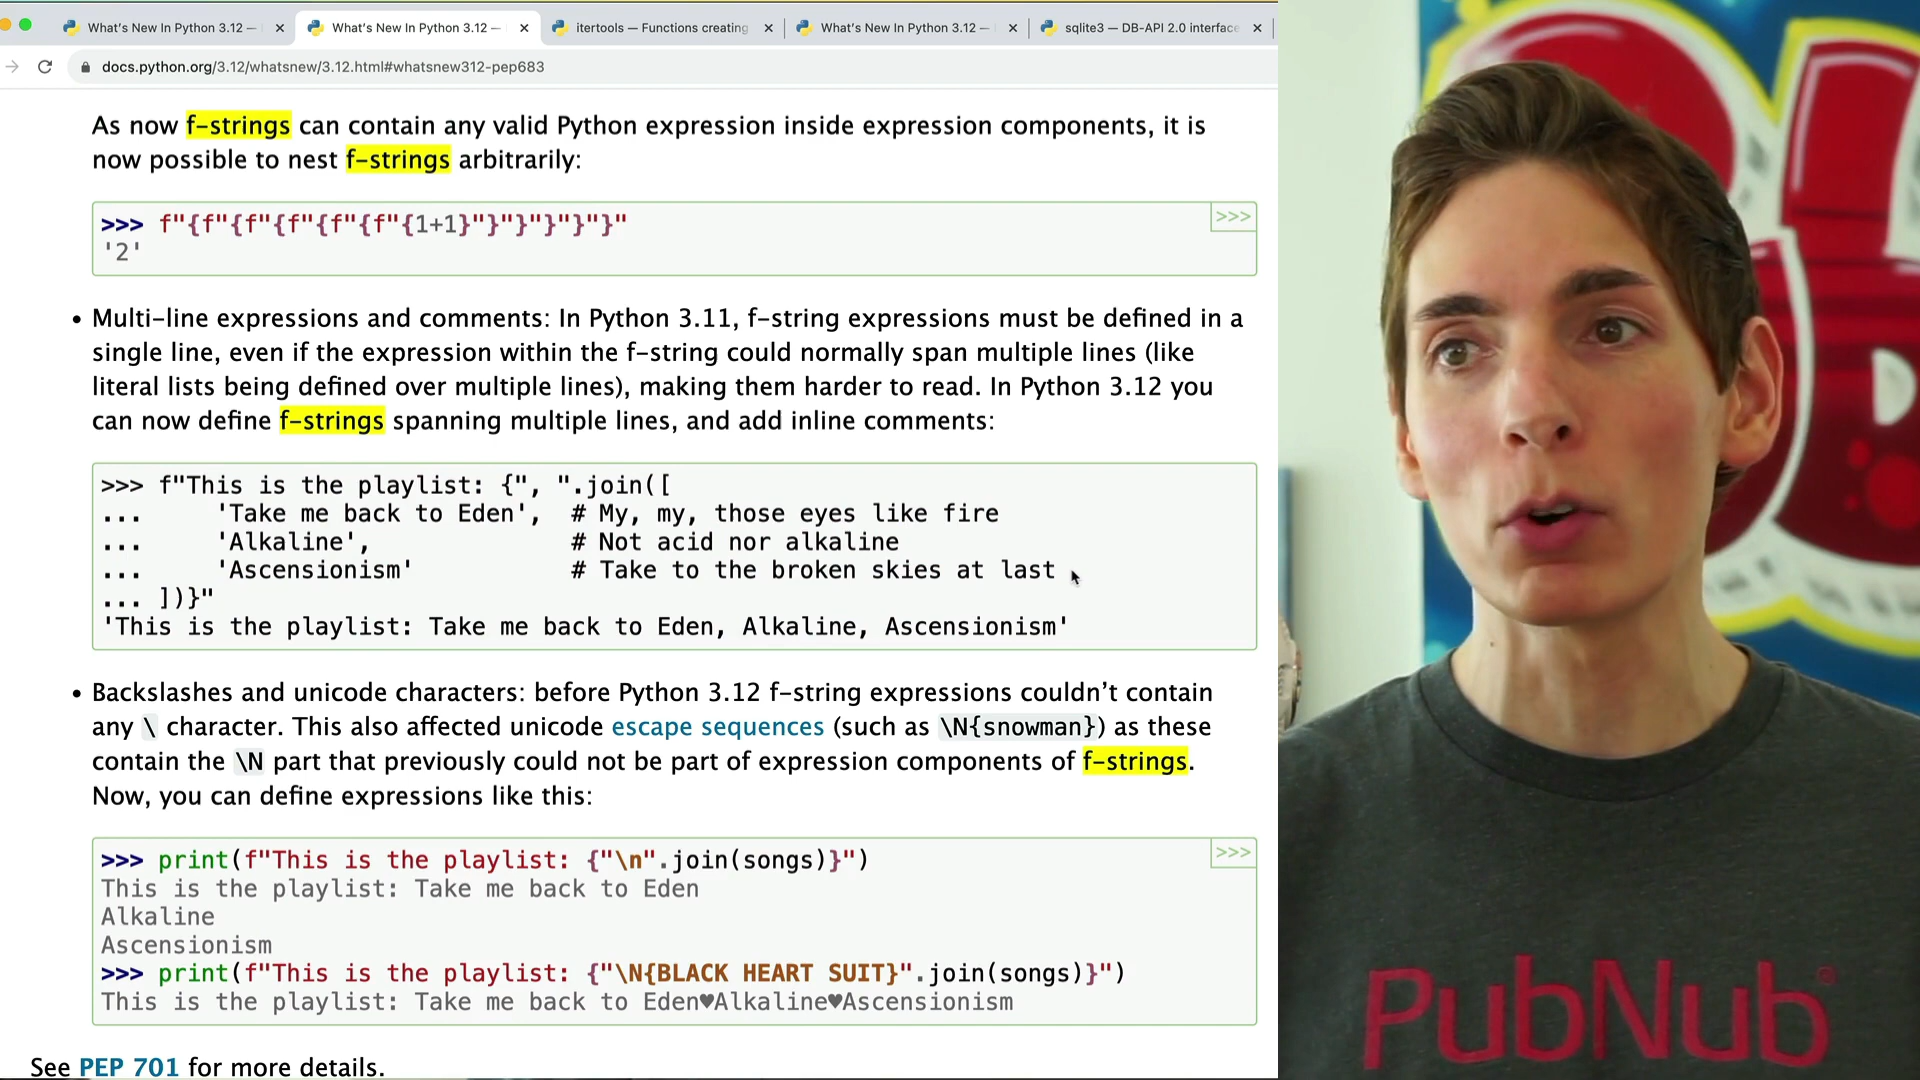 What's New In Python 3.12 —
What's New In Python 3.12 —
itertools — Functions creating
What's New In Python 3.12 —
sqlite3 — DB-API 2.0 interface
docs.python.org/3.12/whatsnew/3.12.html#whatsnew312-pep683
As now f-strings can contain any valid Python expression inside expression components, it is
now possible to nest f-strings arbitrarily:
>>> f"{f"{f"{f"{f"{f"{1+1}"}"}"}"}"}"
>>>
'2'
• Multi-line expressions and comments: In Python 3.11, f-string expressions must be defined in a
single line, even if the expression within the f-string could normally span multiple lines (like
literal lists being defined over multiple lines), making them harder to read. In Python 3.12 you
can now define f-strings spanning multiple lines, and add inline comments:
>>> f"This is the playlist: {", ".join([
...     'Take me back to Eden',  # My, my, those eyes like fire
...     'Alkaline',              # Not acid nor alkaline
...     'Ascensionism'           # Take to the broken skies at last
... ])}"
'This is the playlist: Take me back to Eden, Alkaline, Ascensionism'
• Backslashes and unicode characters: before Python 3.12 f-string expressions couldn't contain
any \ character. This also affected unicode escape sequences (such as \N{snowman}) as these
contain the \N part that previously could not be part of expression components of f-strings.
Now, you can define expressions like this:
>>> print(f"This is the playlist: {"\n".join(songs)}")
>>>
This is the playlist: Take me back to Eden
Alkaline
Ascensionism
>>> print(f"This is the playlist: {"\N{BLACK HEART SUIT}".join(songs)}")
This is the playlist: Take me back to Eden♥Alkaline♥Ascensionism
See PEP 701 for more details.
PubNub®